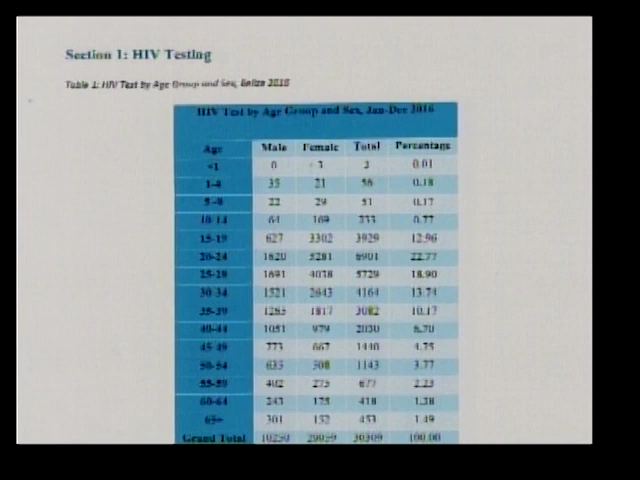 Section 1: HIV Testing
Table 1: HIV Test by Age Group and Sex, Belize 2016
HIV Test by Age Group and Sex, Jan-Dec 2016
Age Male Female Total Percentage
<1 0 3 3 0.01
1-4 35 21 56 0.18
5-9 22 29 51 0.17
10-14 64 169 233 0.77
15-19 627 3302 3929 12.96
20-24 1620 5281 6901 22.77
25-29 1691 4038 5729 18.90
30-34 1521 2643 4164 13.74
35-39 1265 1817 3082 10.17
40-44 1051 979 2030 6.70
45-49 773 667 1440 4.75
50-54 635 508 1143 3.77
55-59 402 275 677 2.23
60-64 243 175 418 1.38
65+ 301 152 453 1.49
Grand Total 10250 20059 30309 100.00